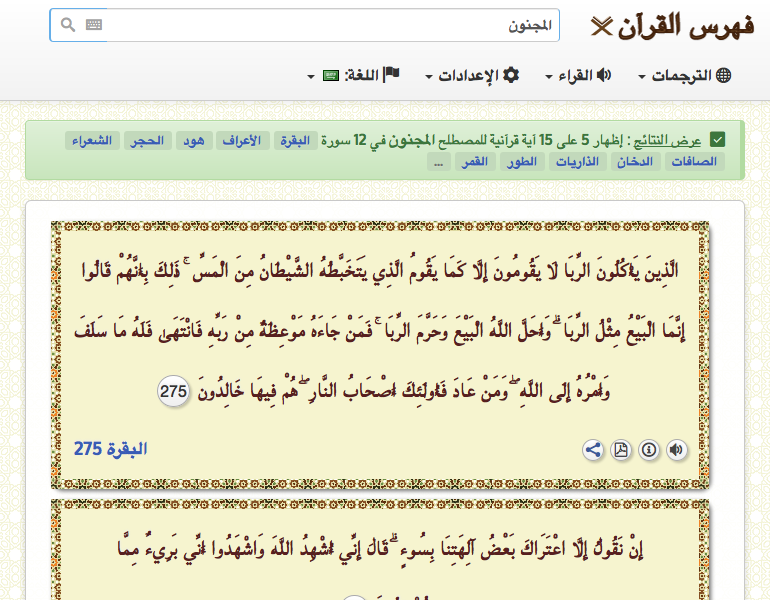 فهرس القرآن
المجنون
الترجمات القراء الإعدادات اللغة:
عرض النتائج : إظهار 5 على 15 آية قرآنية للمصطلح المجنون في 12 سورة البقرة الأعراف هود الحجر الشعراء
الصافات الدخان الذاريات الطور القمر ...
الَّذِينَ يَأْكُلُونَ الرِّبَا لَا يَقُومُونَ إِلَّا كَمَا يَقُومُ الَّذِي يَتَخَبَّطُهُ الشَّيْطَانُ مِنَ الْمَسِّ ۚ ذَٰلِكَ بِأَنَّهُمْ قَالُوا
إِنَّمَا الْبَيْعُ مِثْلُ الرِّبَا ۗ وَأَحَلَّ اللَّهُ الْبَيْعَ وَحَرَّمَ الرِّبَا ۚ فَمَنْ جَاءَهُ مَوْعِظَةٌ مِنْ رَبِّهِ فَانْتَهَىٰ فَلَهُ مَا سَلَفَ
وَأَمْرُهُ إِلَى اللَّهِ ۖ وَمَنْ عَادَ فَأُولَٰئِكَ أَصْحَابُ النَّارِ ۖ هُمْ فِيهَا خَالِدُونَ 275
البقرة 275
إِنْ نَقُولُ إِلَّا اعْتَرَاكَ بَعْضُ آلِهَتِنَا بِسُوءٍ ۗ قَالَ إِنِّي أُشْهِدُ اللَّهَ وَاشْهَدُوا أَنِّي بَرِيءٌ مِمَّا